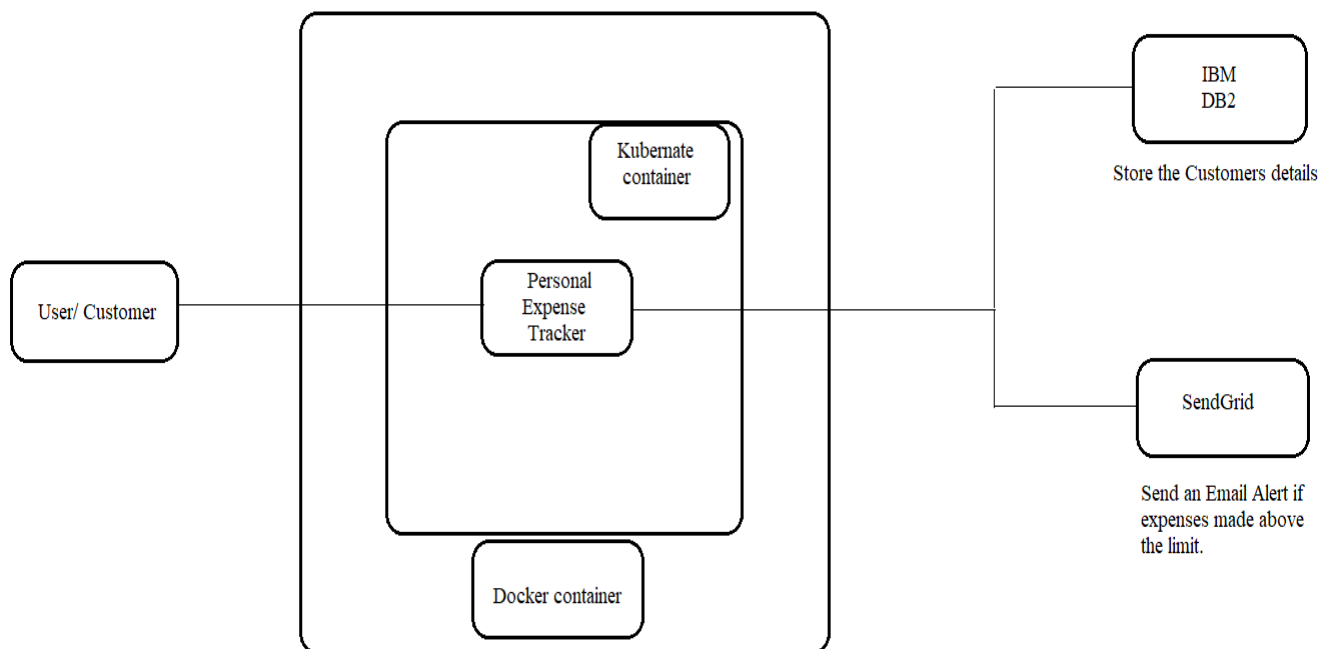 IBM
DB2
Store the Customers details
Kubernate
container
User/ Customer
Personal
Expense
Tracker
SendGrid
Send an Email Alert if
expenses made above
the limit.
Docker container